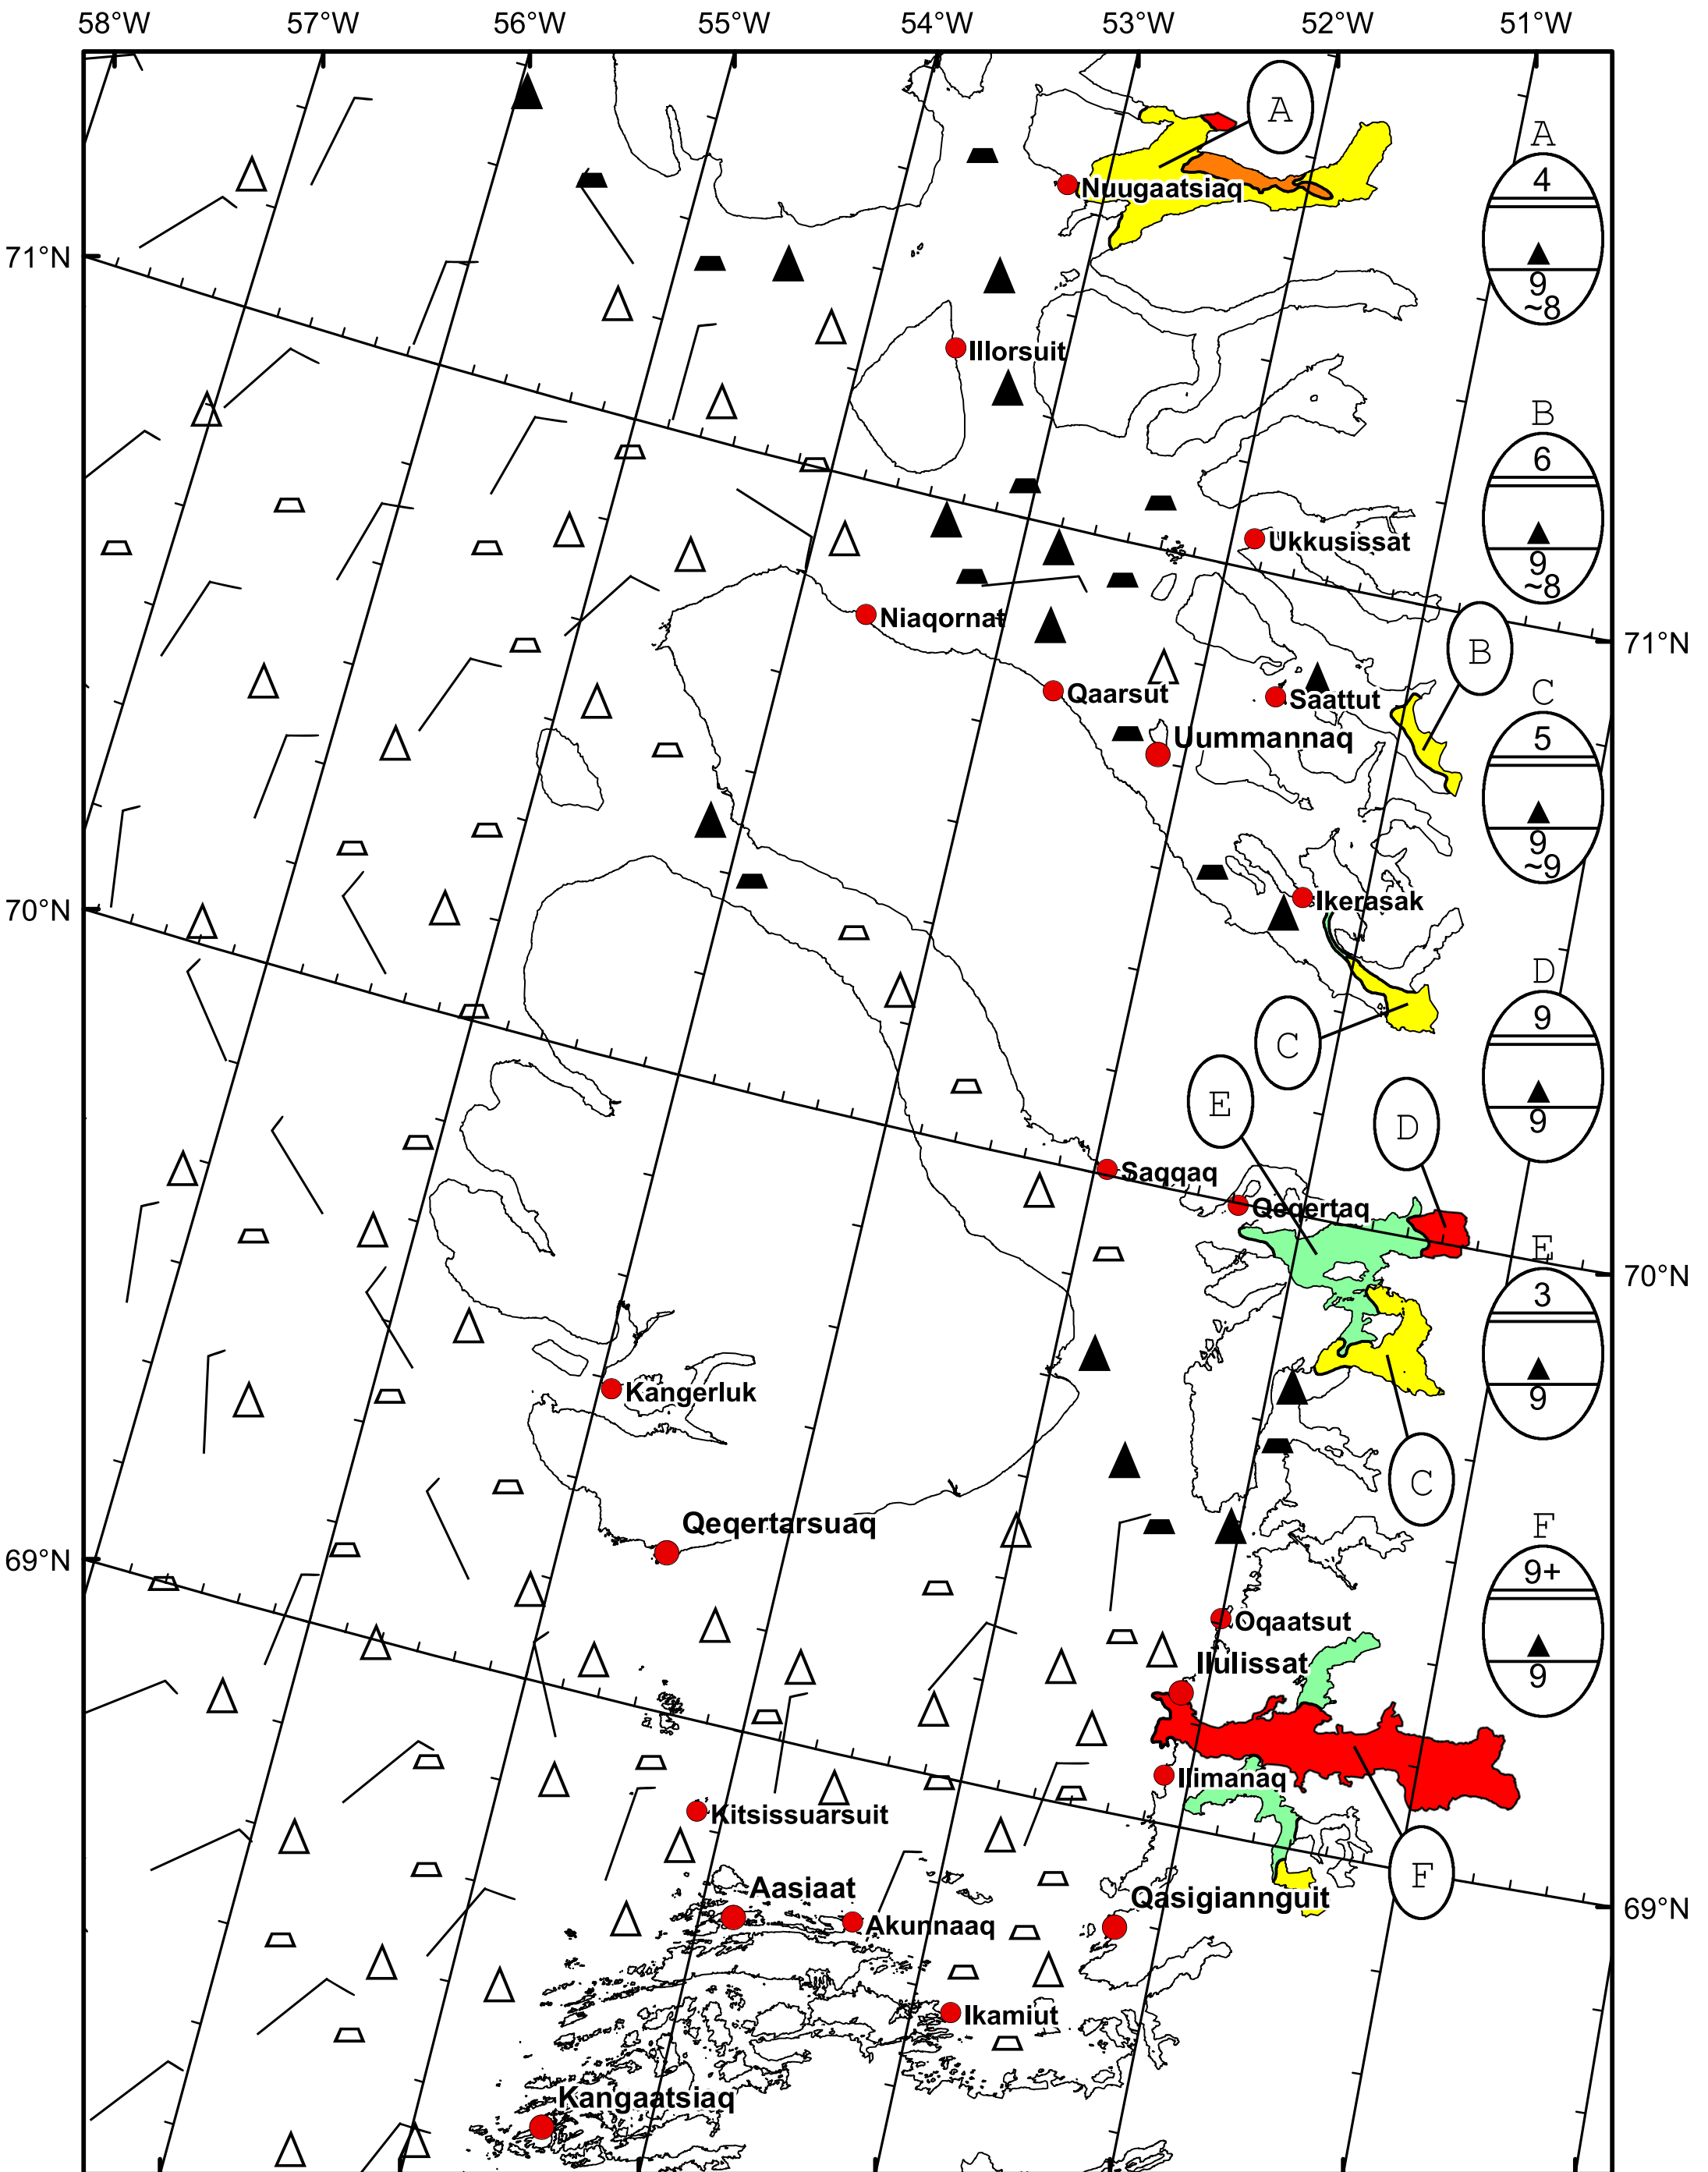 58°W 57°W 56°W 55°W 54°W 53°W 52°W 51°W
A
A
4
Nuugaatsiaq
71°N
9
~8
Illorsuit
B
6
Ukkusissat
9
~8
Niaqornat
71°N
B
Qaarsut
Saattut
C
Uummannaq
5
9
~9
Ikerasak
70°N
D
9
C
E
D
9
Saqqaq
Qeqertaq
E
70°N
3
Kangerluk
9
C
Qeqertarsuaq
F
69°N
9+
Oqaatsut
Ilulissat
9
Ilimanaq
Kitsissuarsuit
F
Aasiaat
Qasigiannguit
69°N
Akunnaaq
Ikamiut
Kangaatsiaq